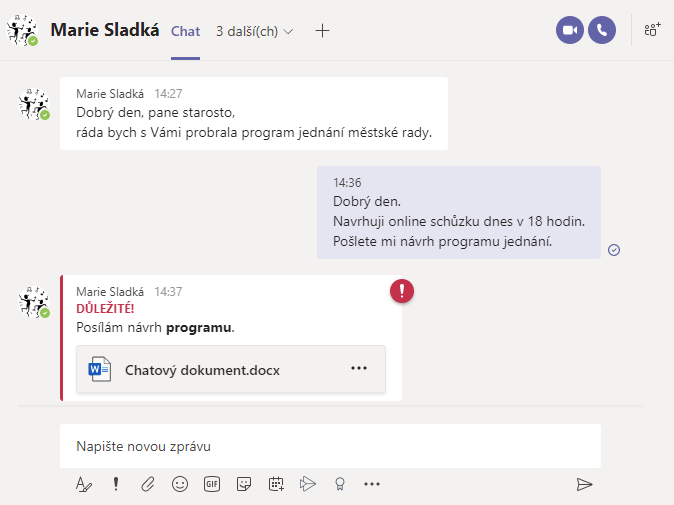 Marie Sladká Chat 3 další(ch)
Marie Sladká 14:27
Dobrý den, pane starosto,
ráda bych s Vámi probrala program jednání městské rady.
14:36
Dobrý den.
Navrhuji online schůzku dnes v 18 hodin.
Pošlete mi návrh programu jednání.
Marie Sladká 14:37
DŮLEŽITÉ!
Posílám návrh programu.
W Chatový dokument.docx
Napište novou zprávu
GIF